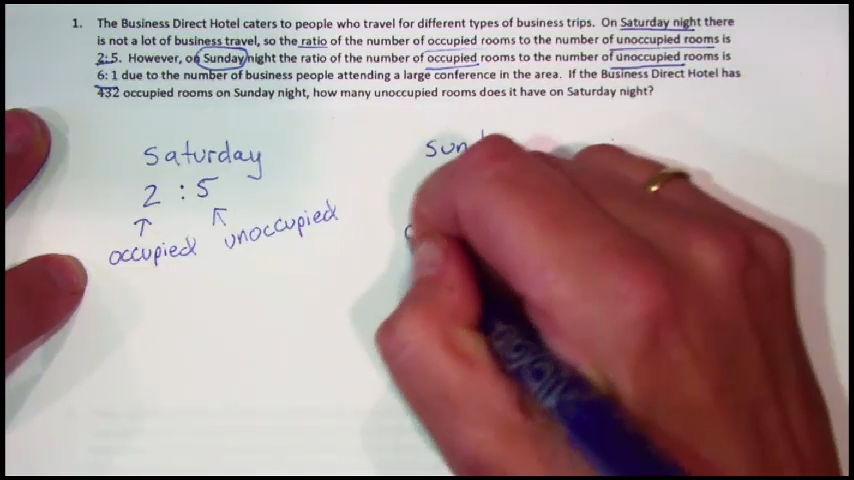 1. The Business Direct Hotel caters to people who travel for different types of business trips. On Saturday night there
is not a lot of business travel, so the ratio of the number of occupied rooms to the number of unoccupied rooms is
2:5. However, on Sunday night the ratio of the number of occupied rooms to the number of unoccupied rooms is
6: 1 due to the number of business people attending a large conference in the area. If the Business Direct Hotel has
432 occupied rooms on Sunday night, how many unoccupied rooms does it have on Saturday night?
Saturday
2 : 5
occupied unoccupied